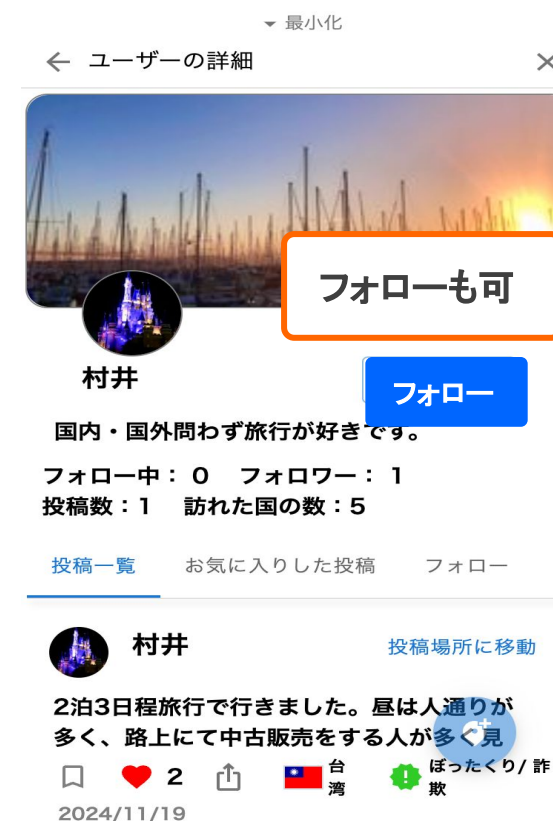 最小化
ユーザーの詳細
フォローも可
村井
フォロー
国内・国外問わず旅行が好きです。
フォロー中： 0 フォロワー： 1
投稿数：1 訪れた国の数：5
投稿一覧 お気に入りした投稿 フォロー
村井 投稿場所に移動
2泊3日程旅行で行きました。昼は人通りが
多く、路上にて中古販売をする人が多く見
2 台湾 ぼったくり/ 詐欺
2024/11/19